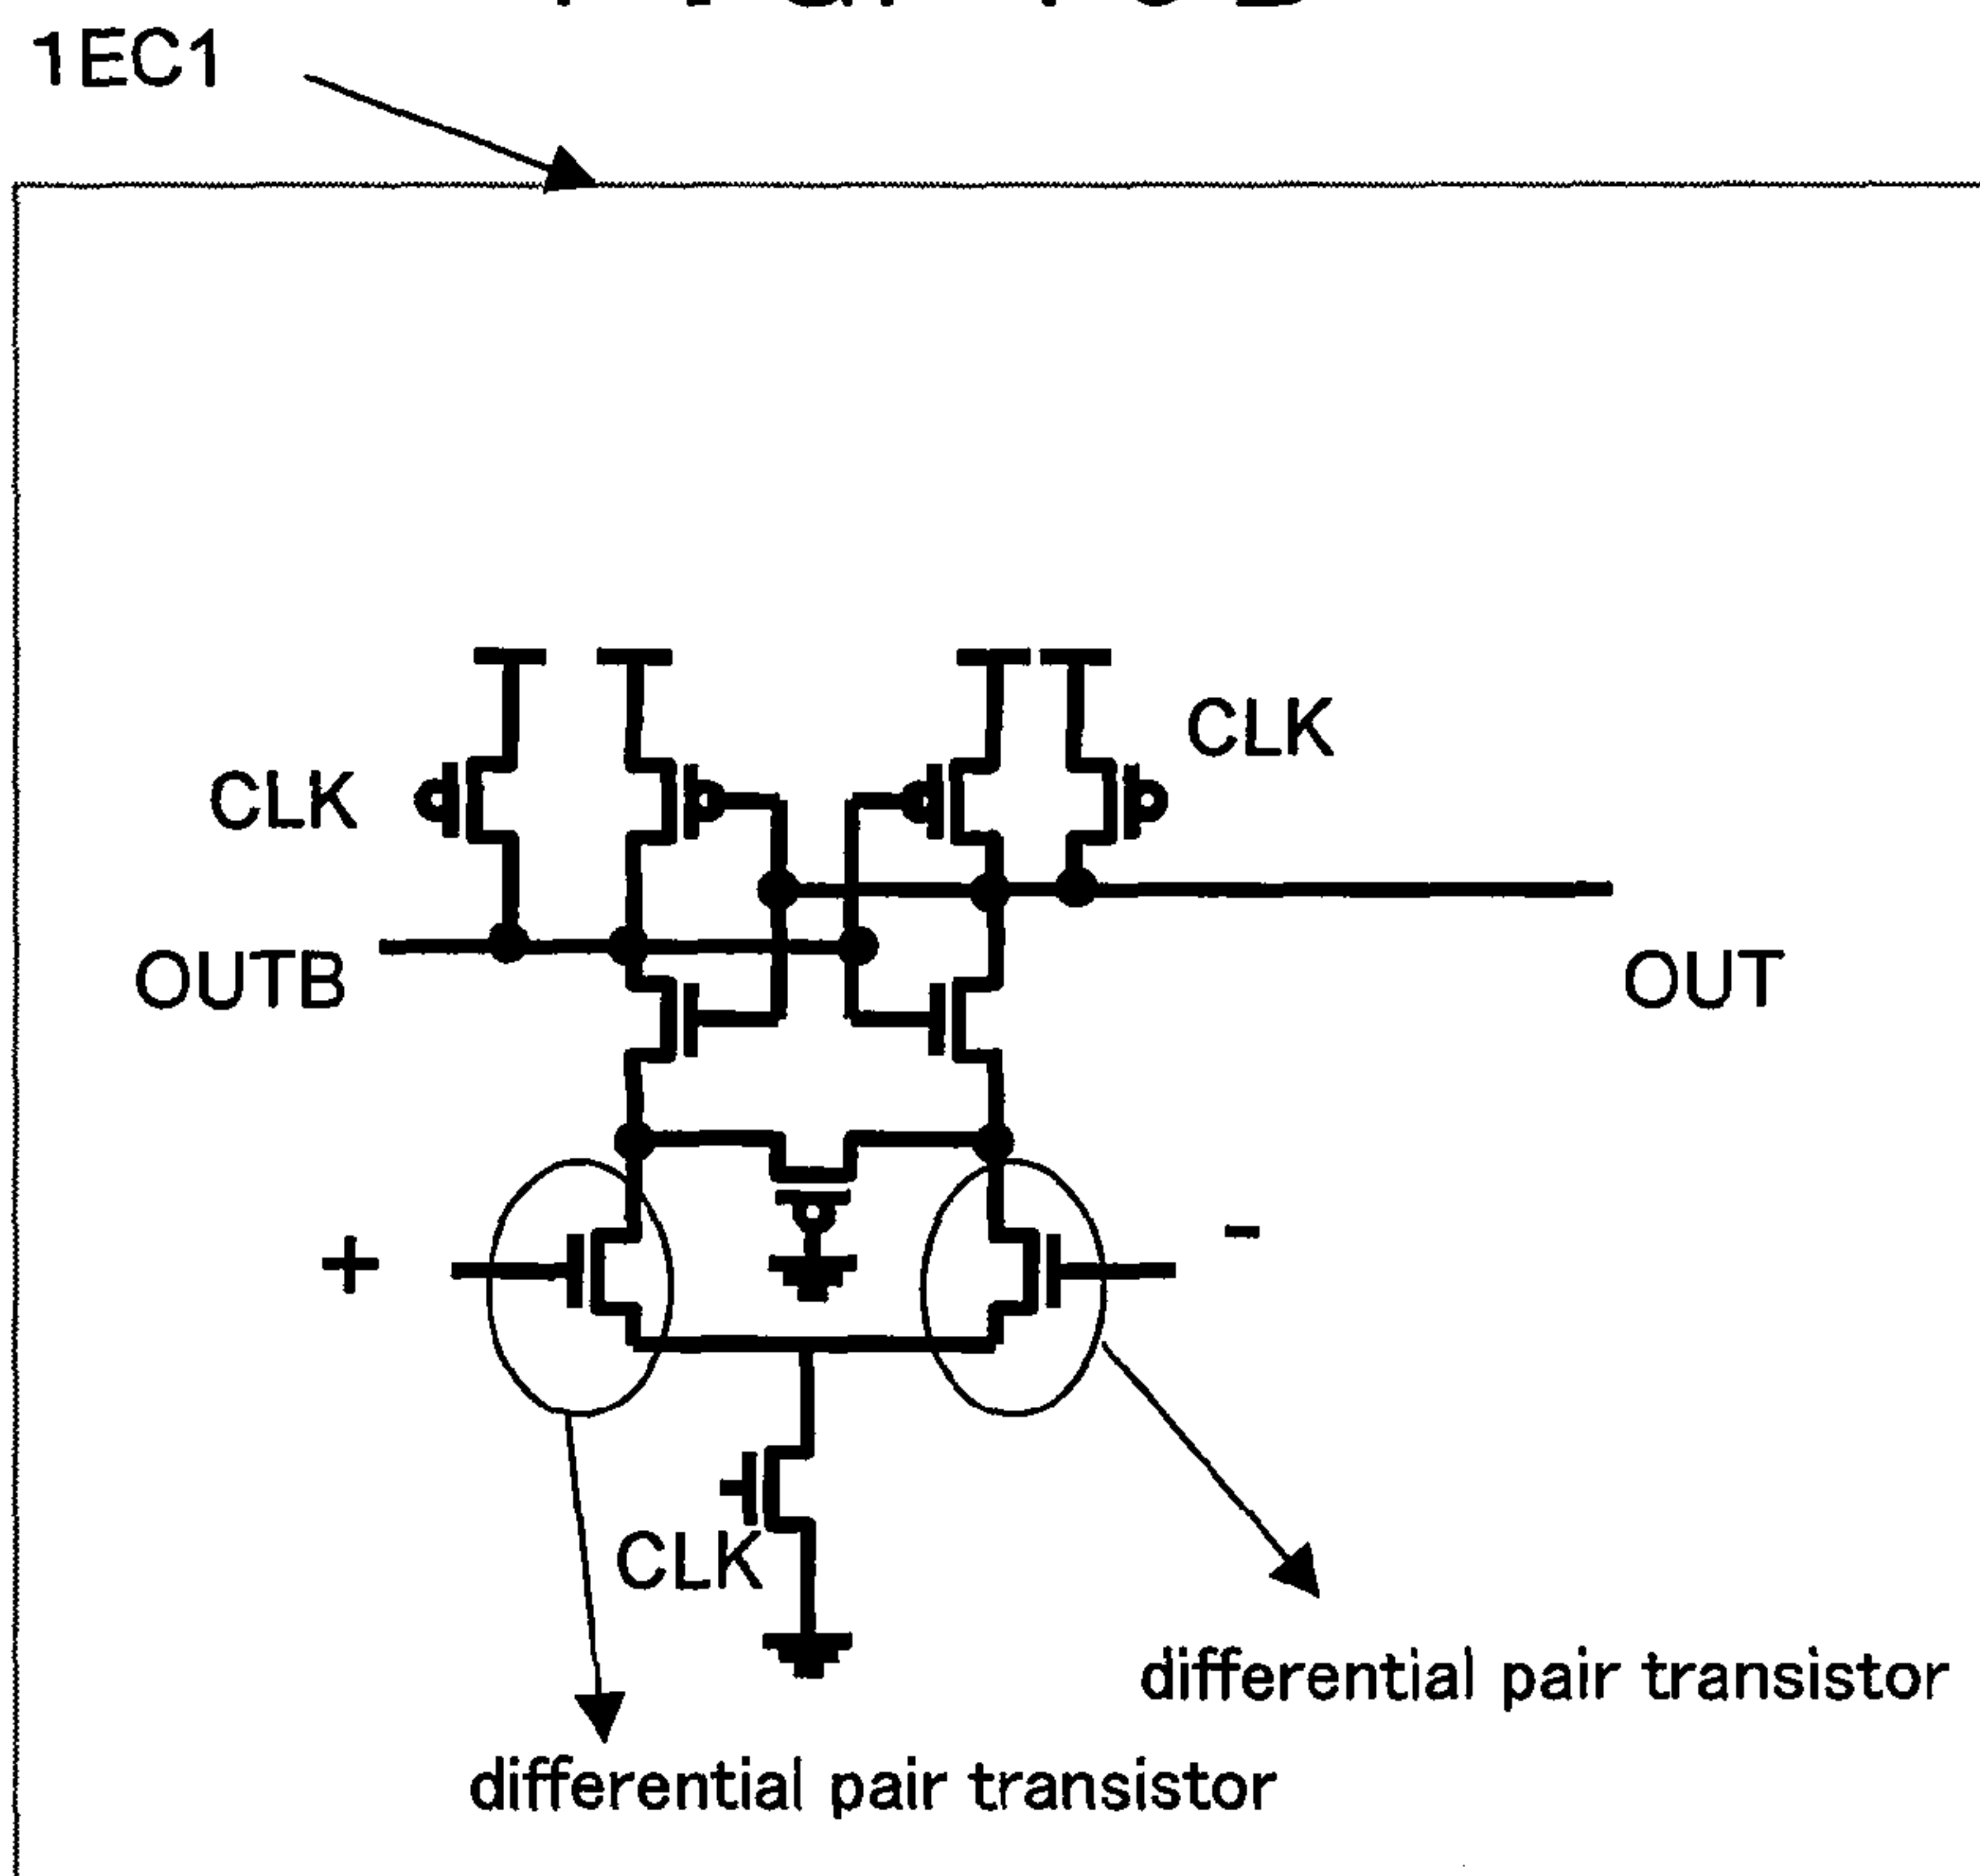 1EC1
CLK
CLK
OUTB
OUT
+
-
CLK
differential pair transistor
differential pair transistor